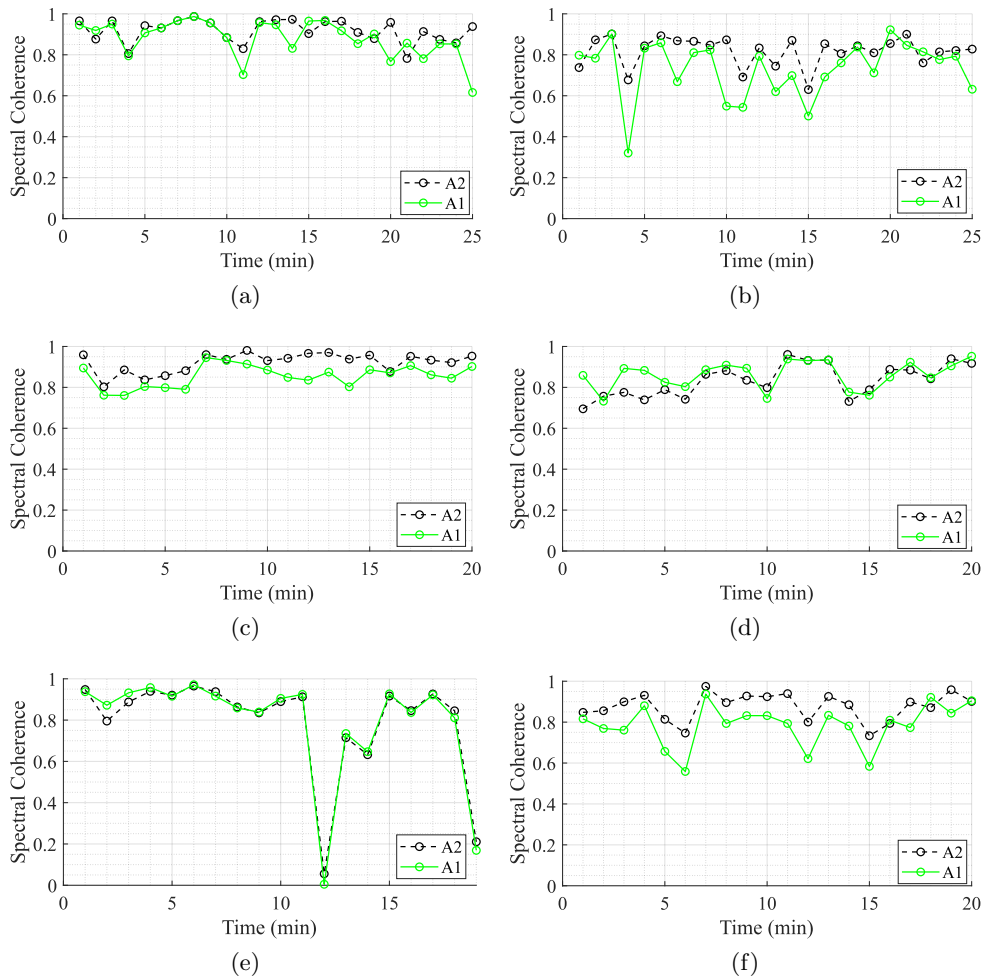 1
0.8
0.6
0.4
0.2
0
Spectral Coherence
A2
A1
0 5 10 15 20 25
Time (min)
(a)
1
0.8
0.6
0.4
0.2
0
Spectral Coherence
A2
A1
0 5 10 15 20 25
Time (min)
(b)
1
0.8
0.6
0.4
0.2
0
Spectral Coherence
A2
A1
0 5 10 15 20
Time (min)
(c)
1
0.8
0.6
0.4
0.2
0
Spectral Coherence
A2
A1
0 5 10 15 20
Time (min)
(d)
1
0.8
0.6
0.4
0.2
0
Spectral Coherence
A2
A1
0 5 10 15
Time (min)
(e)
1
0.8
0.6
0.4
0.2
0
Spectral Coherence
A2
A1
0 5 10 15 20
Time (min)
(f)